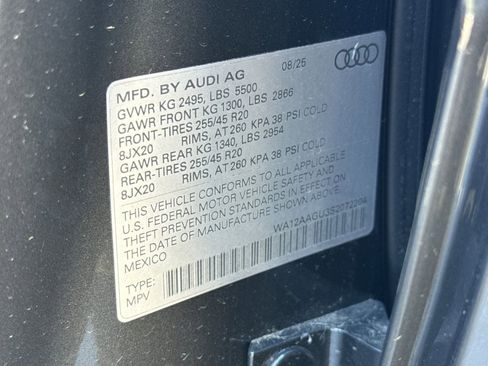 MFD. BY AUDI AG 08/25
GVWR KG 2495, LBS 5500
GAWR FRONT KG 1300, LBS 2866
FRONT-TIRES 255/45 R20
8JX20 RIMS, AT 260 KPA 38 PSI COLD
GAWR REAR KG 1340, LBS 2954
REAR-TIRES 255/45 R20
8JX20 RIMS, AT 260 KPA 38 PSI COLD
THIS VEHICLE CONFORMS TO ALL APPLICABLE
U.S. FEDERAL MOTOR VEHICLE SAFETY AND
THEFT PREVENTION STANDARDS IN EFFECT ON
THE DATE OF MANUFACTURE SHOWN ABOVE
MEXICO WA12AAGU3S2072204
TYPE:
MPV